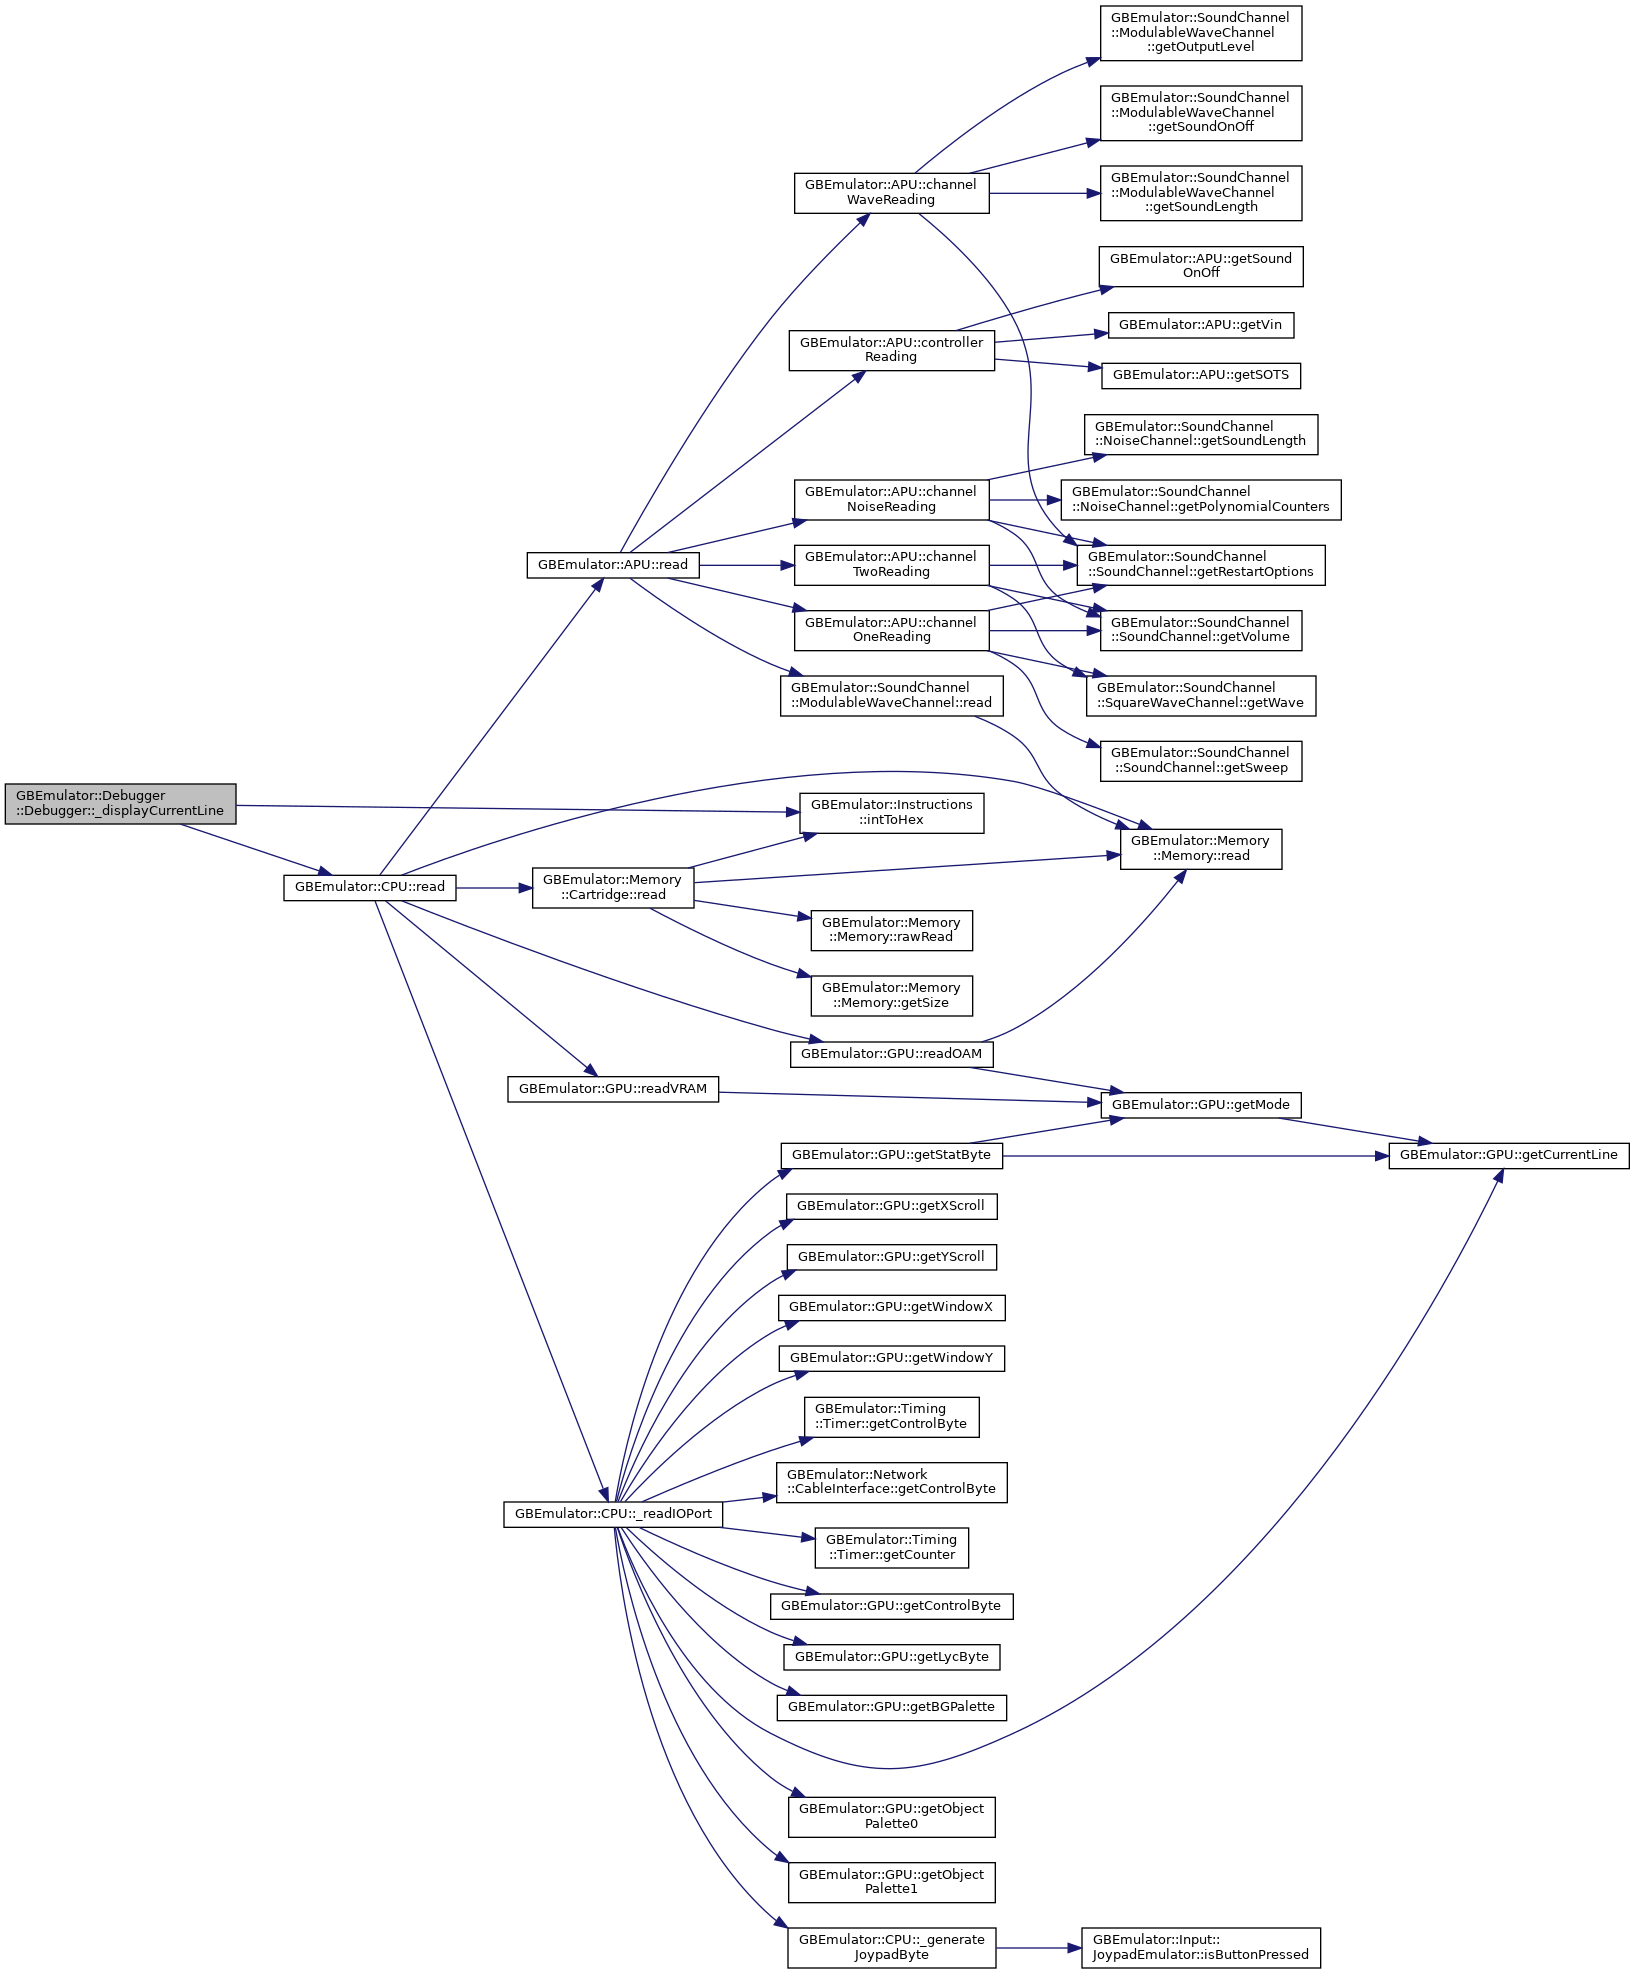 GBEmulator::Debugger
::Debugger::_displayCurrentLine
GBEmulator::CPU::read
GBEmulator::APU::read
GBEmulator::Memory
::Cartridge::read
GBEmulator::GPU::readVRAM
GBEmulator::CPU::_readIOPort
GBEmulator::APU::channel
WaveReading
GBEmulator::APU::controller
Reading
GBEmulator::APU::channel
NoiseReading
GBEmulator::APU::channel
TwoReading
GBEmulator::APU::channel
OneReading
GBEmulator::SoundChannel
::ModulableWaveChannel::read
GBEmulator::Instructions
::intToHex
GBEmulator::Memory
::Memory::rawRead
GBEmulator::Memory
::Memory::getSize
GBEmulator::GPU::readOAM
GBEmulator::GPU::getStatByte
GBEmulator::GPU::getXScroll
GBEmulator::GPU::getYScroll
GBEmulator::GPU::getWindowX
GBEmulator::GPU::getWindowY
GBEmulator::Timing
::Timer::getControlByte
GBEmulator::Network
::CableInterface::getControlByte
GBEmulator::Timing
::Timer::getCounter
GBEmulator::GPU::getControlByte
GBEmulator::GPU::getLycByte
GBEmulator::GPU::getBGPalette
GBEmulator::GPU::getObject
Palette0
GBEmulator::GPU::getObject
Palette1
GBEmulator::CPU::_generate
JoypadByte
GBEmulator::SoundChannel
::ModulableWaveChannel
::getOutputLevel
GBEmulator::SoundChannel
::ModulableWaveChannel
::getSoundOnOff
GBEmulator::SoundChannel
::ModulableWaveChannel
::getSoundLength
GBEmulator::APU::getSound
OnOff
GBEmulator::APU::getVin
GBEmulator::APU::getSOTS
GBEmulator::SoundChannel
::NoiseChannel::getSoundLength
GBEmulator::SoundChannel
::NoiseChannel::getPolynomialCounters
GBEmulator::SoundChannel
::SoundChannel::getRestartOptions
GBEmulator::SoundChannel
::SoundChannel::getVolume
GBEmulator::SoundChannel
::SquareWaveChannel::getWave
GBEmulator::SoundChannel
::SoundChannel::getSweep
GBEmulator::Memory
::Memory::read
GBEmulator::GPU::getMode
GBEmulator::GPU::getCurrentLine
GBEmulator::Input::
JoypadEmulator::isButtonPressed